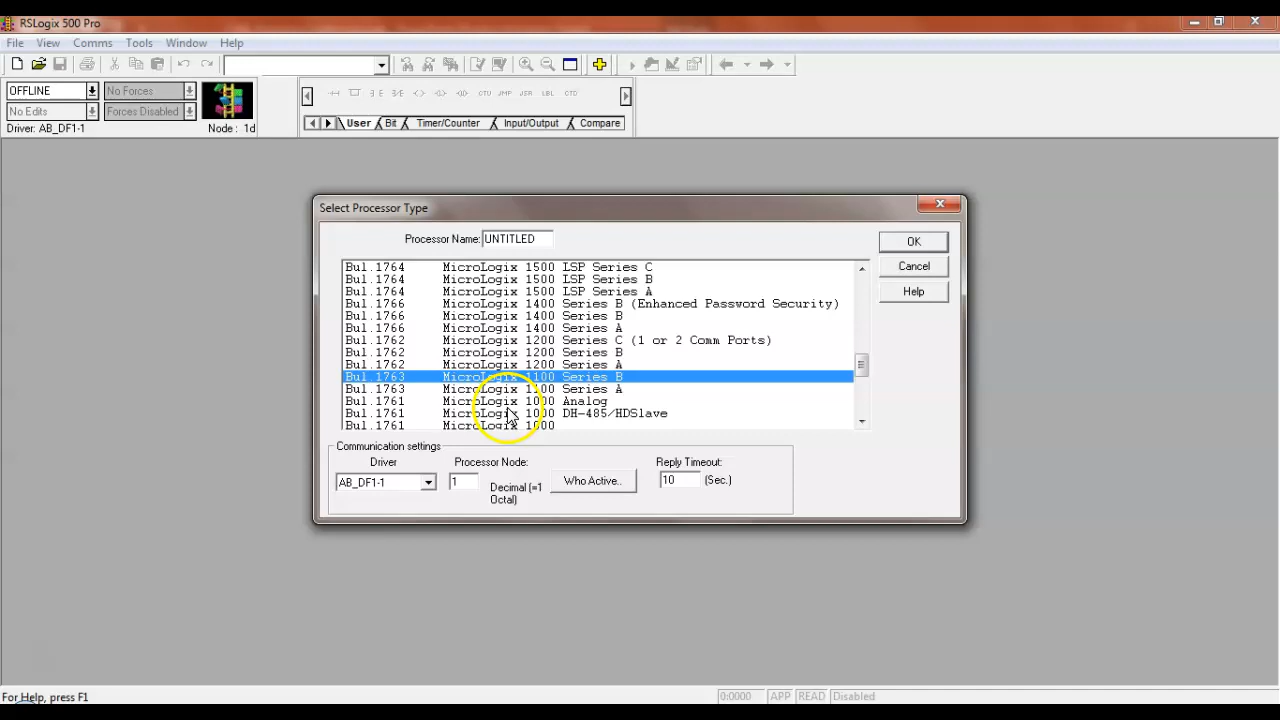 RSLogix 500 Pro
File View Comms Tools Window Help
OFFLINE No Forces
No Edits Forces Disabled
Driver: AB_DF1-1 Node : 1d
CTU JMP JSR LBL CTD
User Bit Timer/Counter Input/Output Compare
Select Processor Type
Processor Name: UNTITLED
OK
Cancel
Help
Bul.1764 MicroLogix 1500 LSP Series C
Bul.1764 MicroLogix 1500 LSP Series B
Bul.1764 MicroLogix 1500 LSP Series A
Bul.1766 MicroLogix 1400 Series B (Enhanced Password Security)
Bul.1766 MicroLogix 1400 Series B
Bul.1766 MicroLogix 1400 Series A
Bul.1762 MicroLogix 1200 Series C (1 or 2 Comm Ports)
Bul.1762 MicroLogix 1200 Series B
Bul.1762 MicroLogix 1200 Series A
Bul.1763 MicroLogix 1100 Series B
Bul.1763 MicroLogix 1100 Series A
Bul.1761 MicroLogix 1000 Analog
Bul.1761 MicroLogix 1000 DH-485/HDSlave
Bul.1761 MicroLogix 1000
Communication settings
Driver Processor Node: Reply Timeout:
AB_DF1-1 1 Decimal (=1 Octal) Who Active.. 10 (Sec.)
For Help, press F1 0:0000 APP READ Disabled